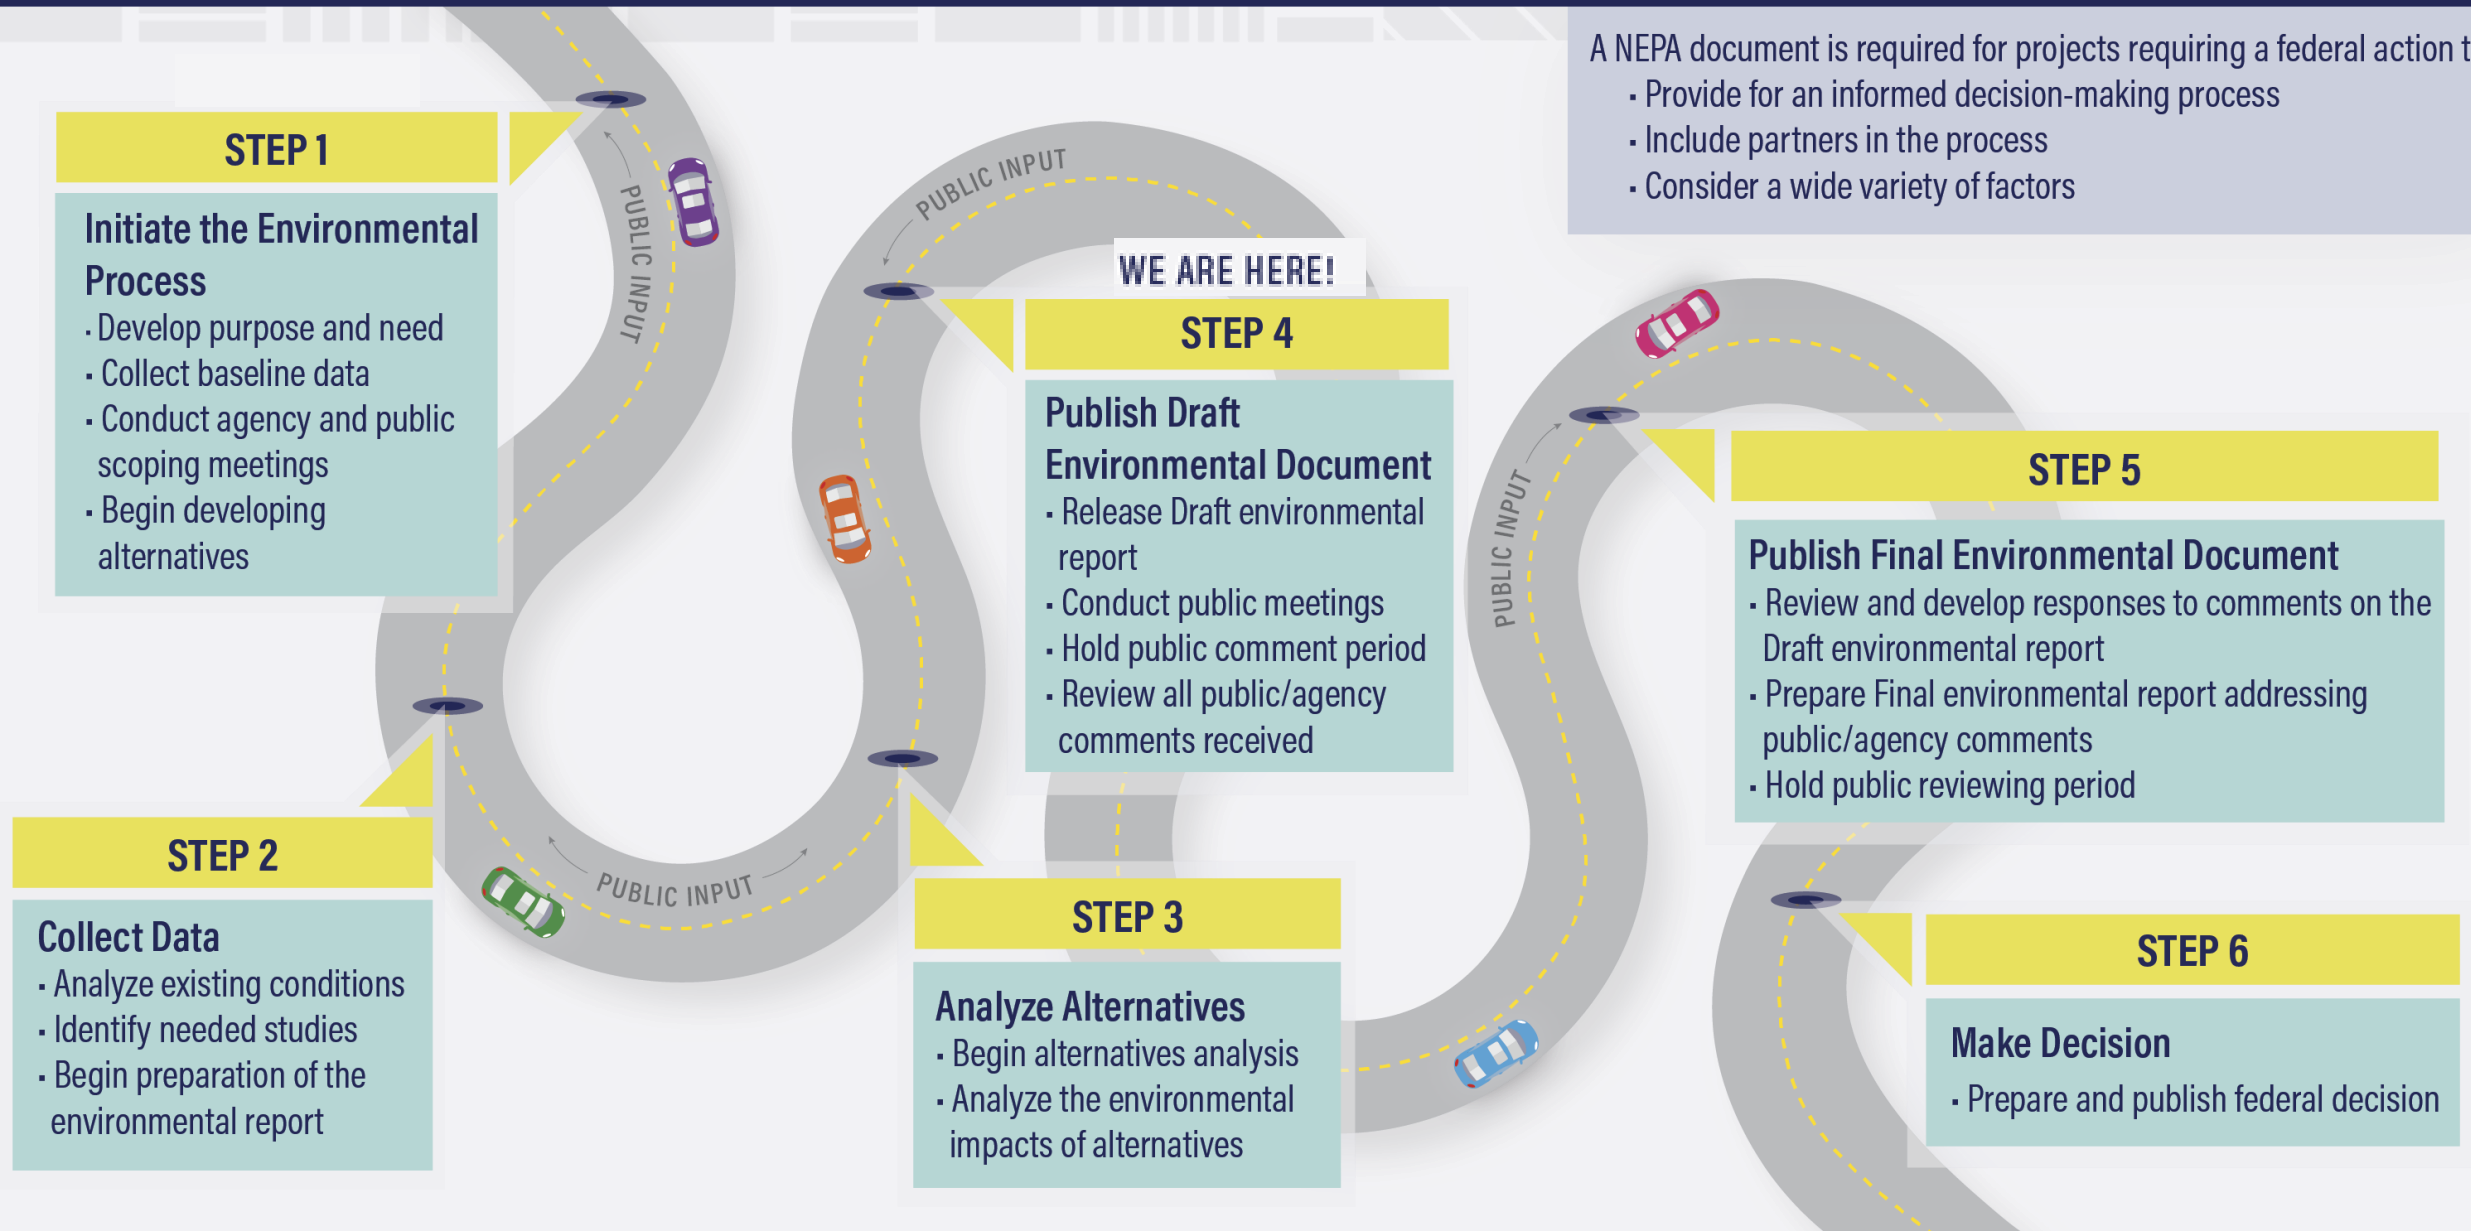 A NEPA document is required for projects requiring a federal action t
· Provide for an informed decision-making process
· Include partners in the process
· Consider a wide variety of factors
STEP 1
Initiate the Environmental
Process
· Develop purpose and need
· Collect baseline data
· Conduct agency and public
scoping meetings
· Begin developing
alternatives
PUBLIC INPUT
STEP 2
Collect Data
· Analyze existing conditions
· Identify needed studies
· Begin preparation of the
environmental report
PUBLIC INPUT
STEP 3
Analyze Alternatives
· Begin alternatives analysis
· Analyze the environmental
impacts of alternatives
PUBLIC INPUT
WE ARE HERE!
STEP 4
Publish Draft
Environmental Document
· Release Draft environmental
report
· Conduct public meetings
· Hold public comment period
· Review all public/agency
comments received
PUBLIC INPUT
STEP 5
Publish Final Environmental Document
· Review and develop responses to comments on the
Draft environmental report
· Prepare Final environmental report addressing
public/agency comments
· Hold public reviewing period
STEP 6
Make Decision
· Prepare and publish federal decision